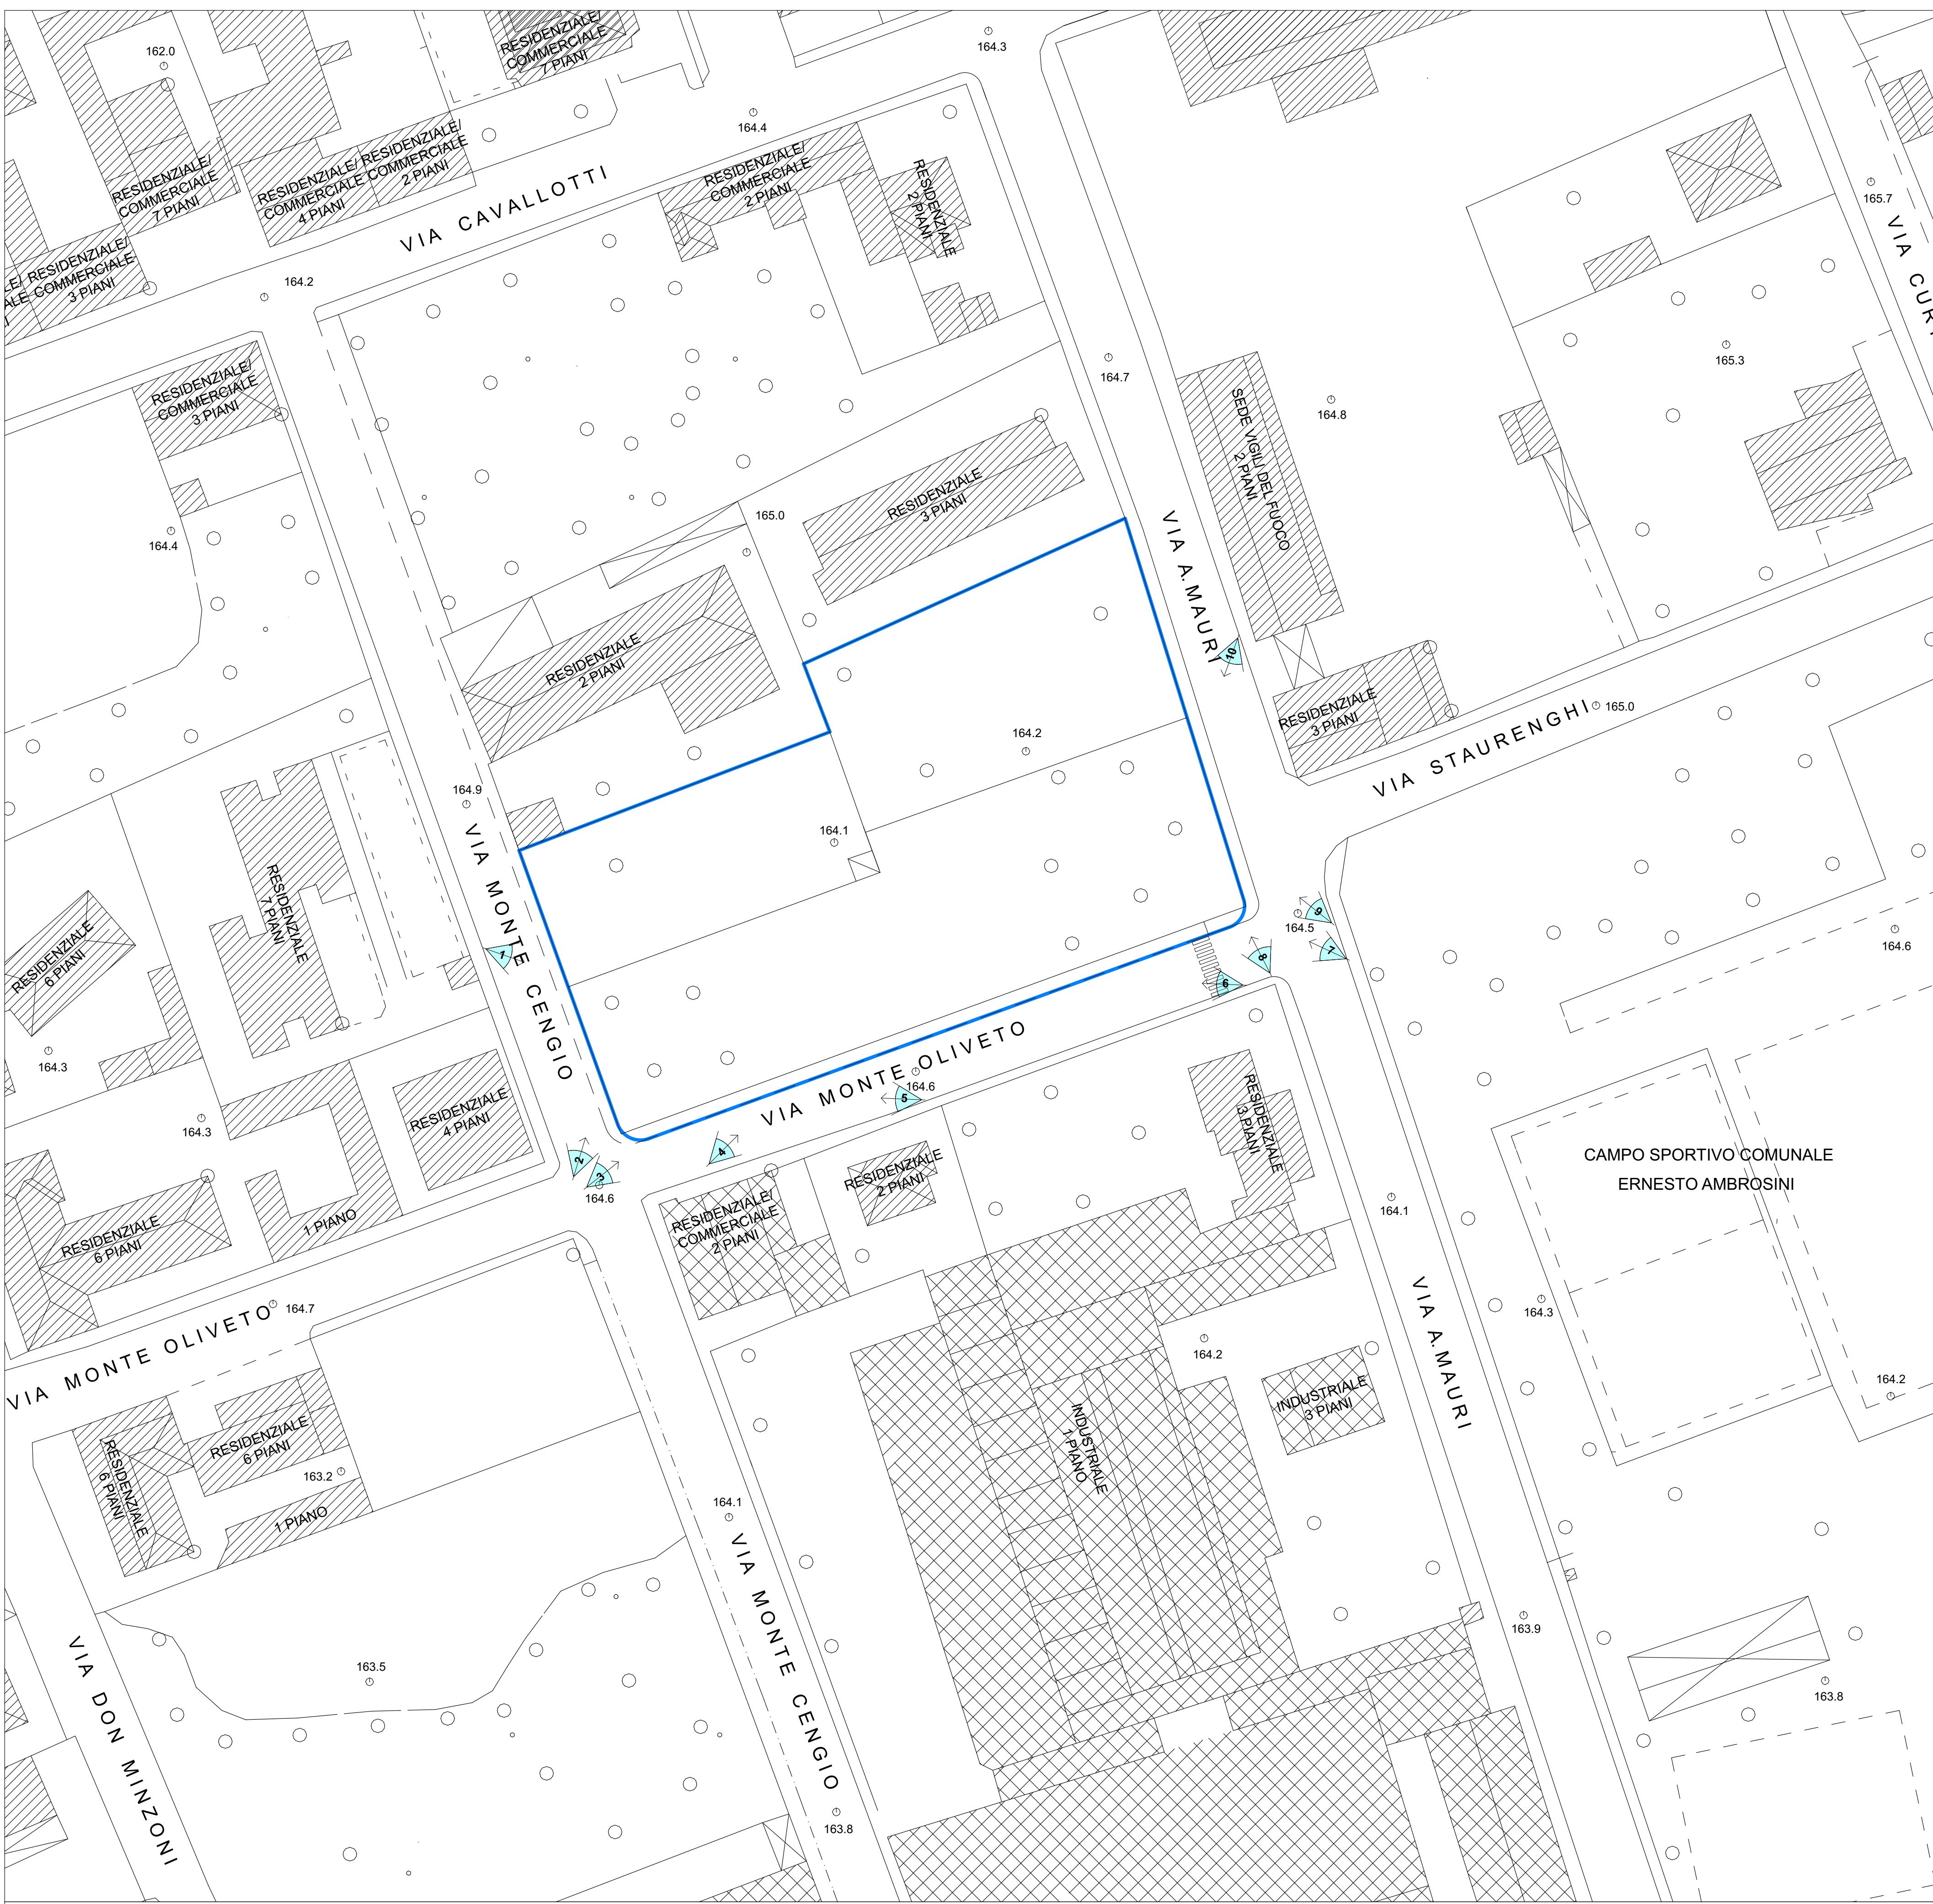 162.0
RESIDENZIALE/
COMMERCIALE
7 PIANI
164.3
164.4
RESIDENZIALE/
COMMERCIALE
7 PIANI
RESIDENZIALE/
COMMERCIALE
4 PIANI
RESIDENZIALE/
COMMERCIALE
2 PIANI
VIA CAVALLOTTI
RESIDENZIALE/
COMMERCIALE
2 PIANI
RESIDENZIALE
2 PIANI
165.7
RESIDENZIALE/
COMMERCIALE
3 PIANI
164.2
RESIDENZIALE/
COMMERCIALE
3 PIANI
164.7
164.8
165.3
SEDE VIGILI DEL FUOCO
2 PIANI
RESIDENZIALE
3 PIANI
165.0
164.4
VIA A.MAURI
10
RESIDENZIALE
2 PIANI
RESIDENZIALE
3 PIANI
VIA STAURENGHI
165.0
164.2
164.9
164.1
VIA MONTE CENGIO
RESIDENZIALE
7 PIANI
RESIDENZIALE
6 PIANI
1
164.5
9
7
8
6
164.6
VIA MONTE OLIVETO
164.6
5
4
2
3
164.6
164.3
164.3
RESIDENZIALE
4 PIANI
RESIDENZIALE
3 PIANI
RESIDENZIALE
2 PIANI
CAMPO SPORTIVO COMUNALE
ERNESTO AMBROSINI
RESIDENZIALE/
COMMERCIALE
2 PIANI
164.1
RESIDENZIALE
6 PIANI
1 PIANO
VIA MONTE OLIVETO
164.7
164.3
164.2
164.2
INDUSTRIALE
3 PIANI
INDUSTRIALE
1 PIANO
VIA A.MAURI
RESIDENZIALE
6 PIANI
RESIDENZIALE
6 PIANI
163.2
1 PIANO
164.1
VIA MONTE CENGIO
163.5
163.9
163.8
VIA DON MINZONI
163.8